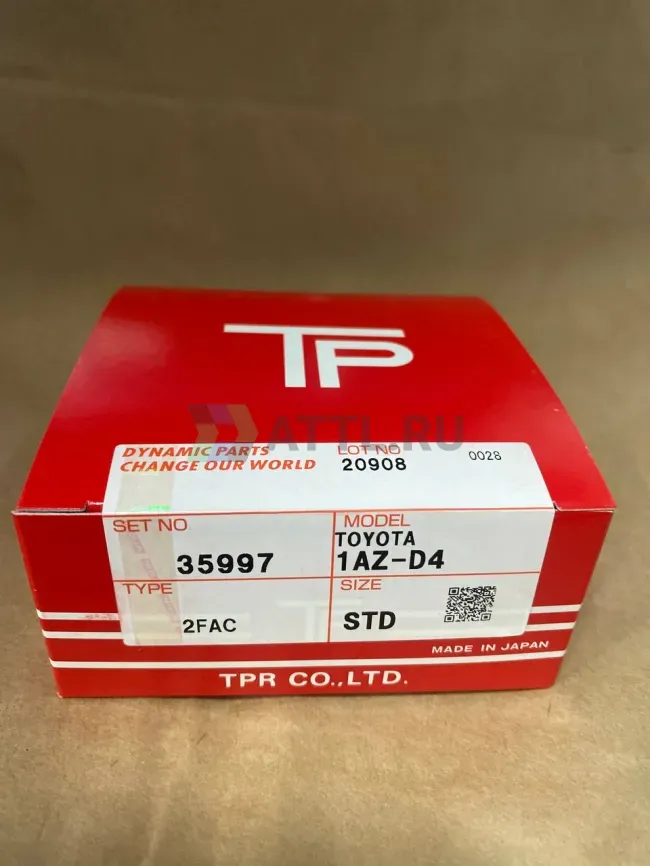 TP
ATTI.RU
DYNAMIC PARTS
CHANGE OUR WORLD
LOT NO
20908
0028
SET NO
35997
MODEL
TOYOTA
1AZ-D4
TYPE
2FAC
SIZE
STD
MADE IN JAPAN
TPR CO.,LTD.